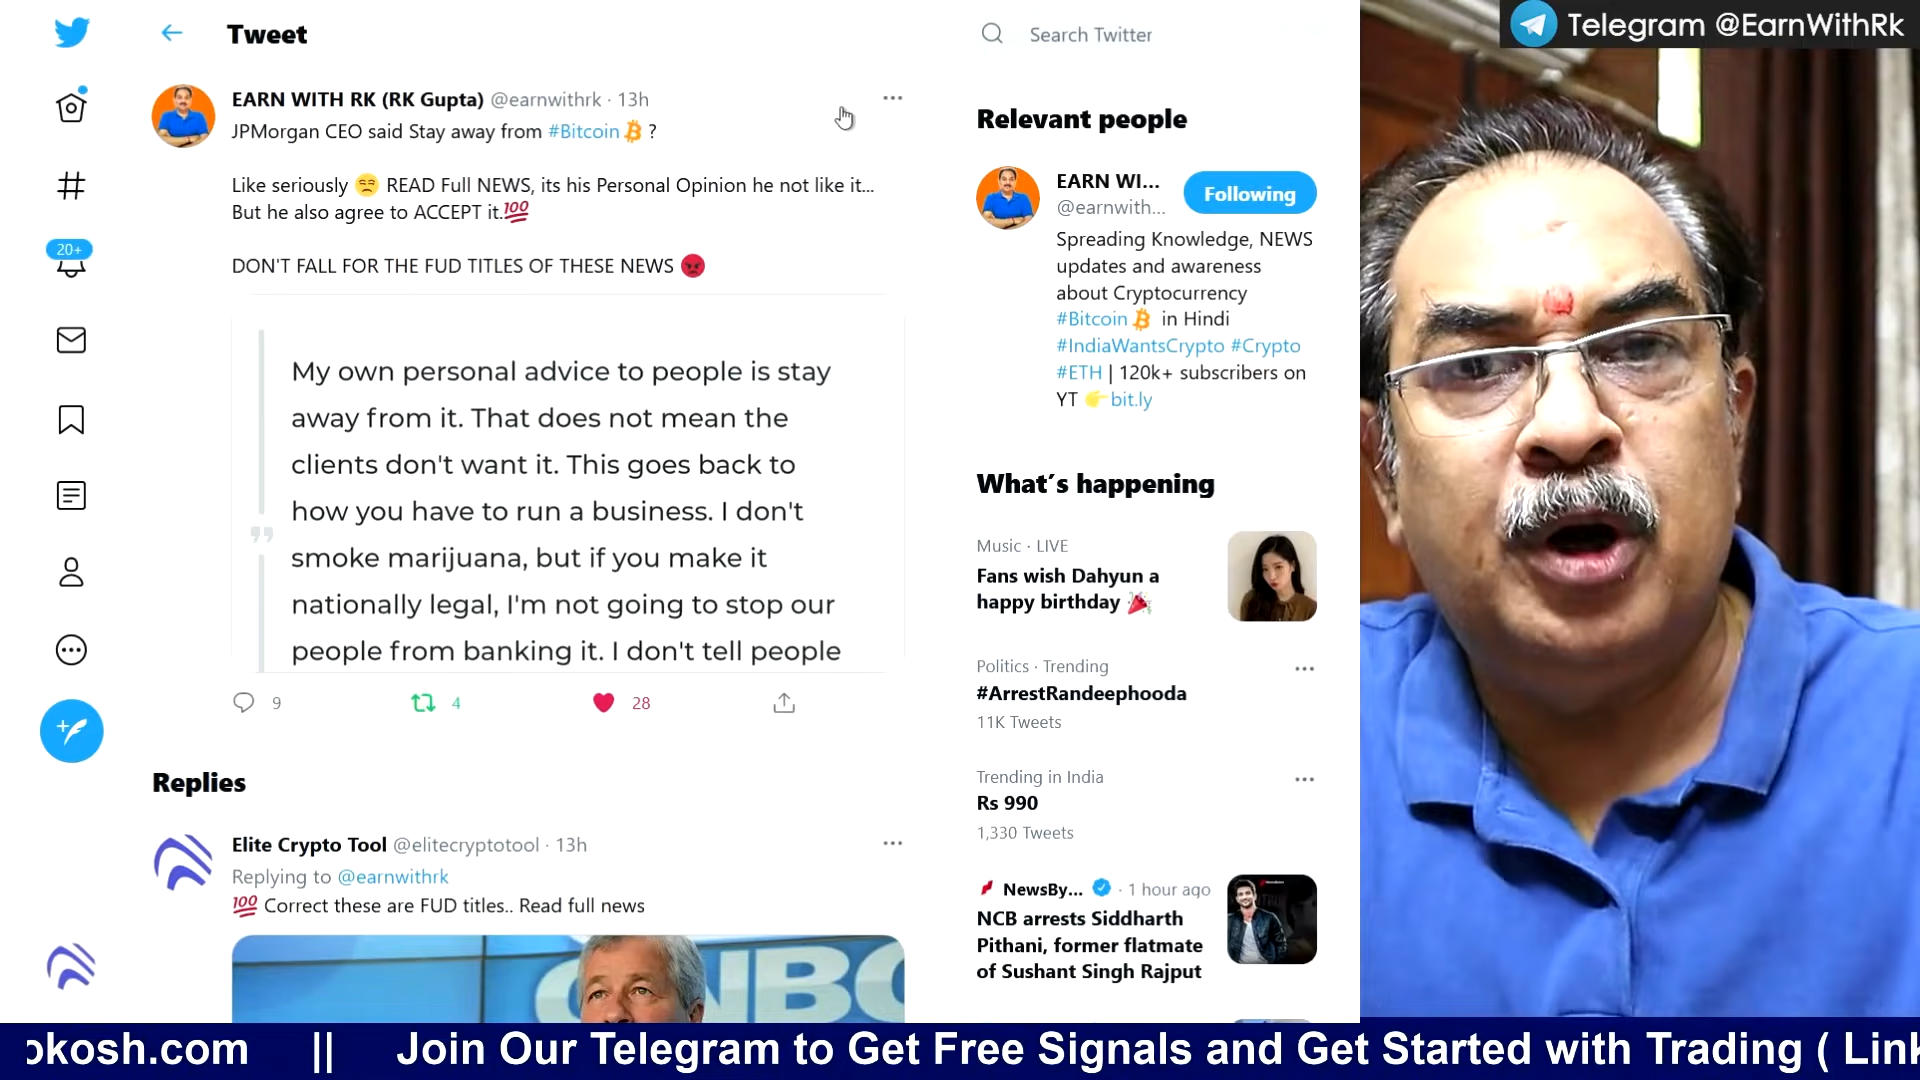 Tweet
EARN WITH RK (RK Gupta) @earnwithrk · 13h
JPMorgan CEO said Stay away from #Bitcoin ?
Like seriously 😒 READ Full NEWS, its his Personal Opinion he not like it...
But he also agree to ACCEPT it.💯
DON'T FALL FOR THE FUD TITLES OF THESE NEWS 😡
My own personal advice to people is stay
away from it. That does not mean the
clients don't want it. This goes back to
how you have to run a business. I don't
smoke marijuana, but if you make it
nationally legal, I'm not going to stop our
people from banking it. I don't tell people
9 4 28
Replies
Elite Crypto Tool @elitecryptotool · 13h
Replying to @earnwithrk
💯 Correct these are FUD titles.. Read full news
CNBC
20+
Search Twitter
Relevant people
EARN WI...
@earnwith...
Following
Spreading Knowledge, NEWS
updates and awareness
about Cryptocurrency
#Bitcoin in Hindi
#IndiaWantsCrypto #Crypto
#ETH | 120k+ subscribers on
YT 👉 bit.ly
What's happening
Music · LIVE
Fans wish Dahyun a
happy birthday 🎉
Politics · Trending
#ArrestRandeephooda
11K Tweets
Trending in India
Rs 990
1,330 Tweets
NewsBy... · 1 hour ago
NCB arrests Siddharth
Pithani, former flatmate
of Sushant Singh Rajput
Telegram @EarnWithRk
okosh.com || Join Our Telegram to Get Free Signals and Get Started with Trading ( Link